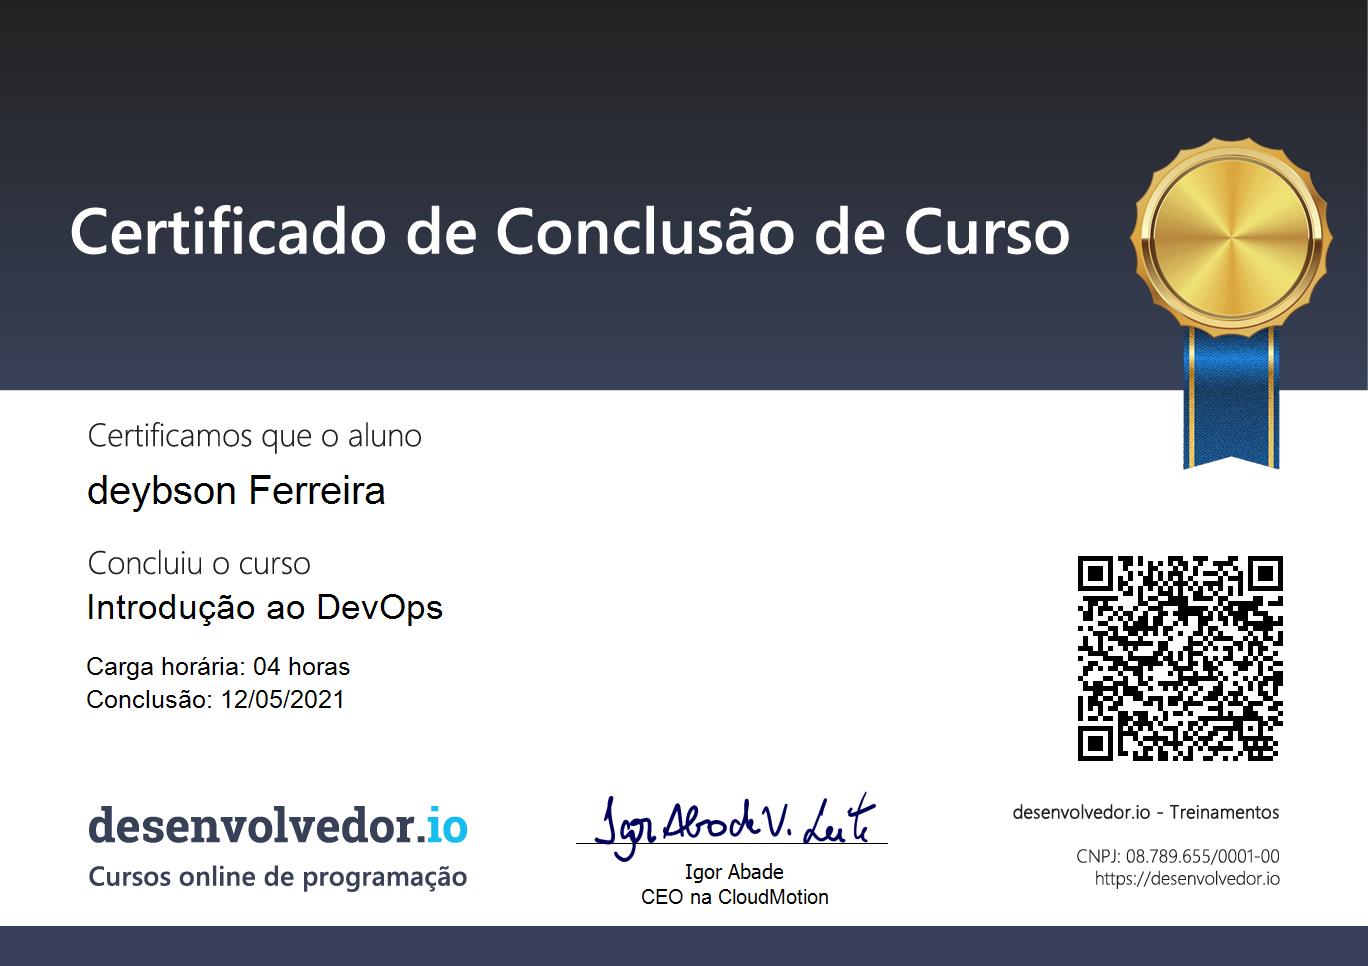 Certificado de Conclusão de Curso
Certificamos que o aluno
deybson Ferreira
Concluiu o curso
Introdução ao DevOps
Carga horária: 04 horas
Conclusão: 12/05/2021
desenvolvedor.io
Cursos online de programação
Igor Abade V. Leite
Igor Abade
CEO na CloudMotion
desenvolvedor.io - Treinamentos
CNPJ: 08.789.655/0001-00
https://desenvolvedor.io